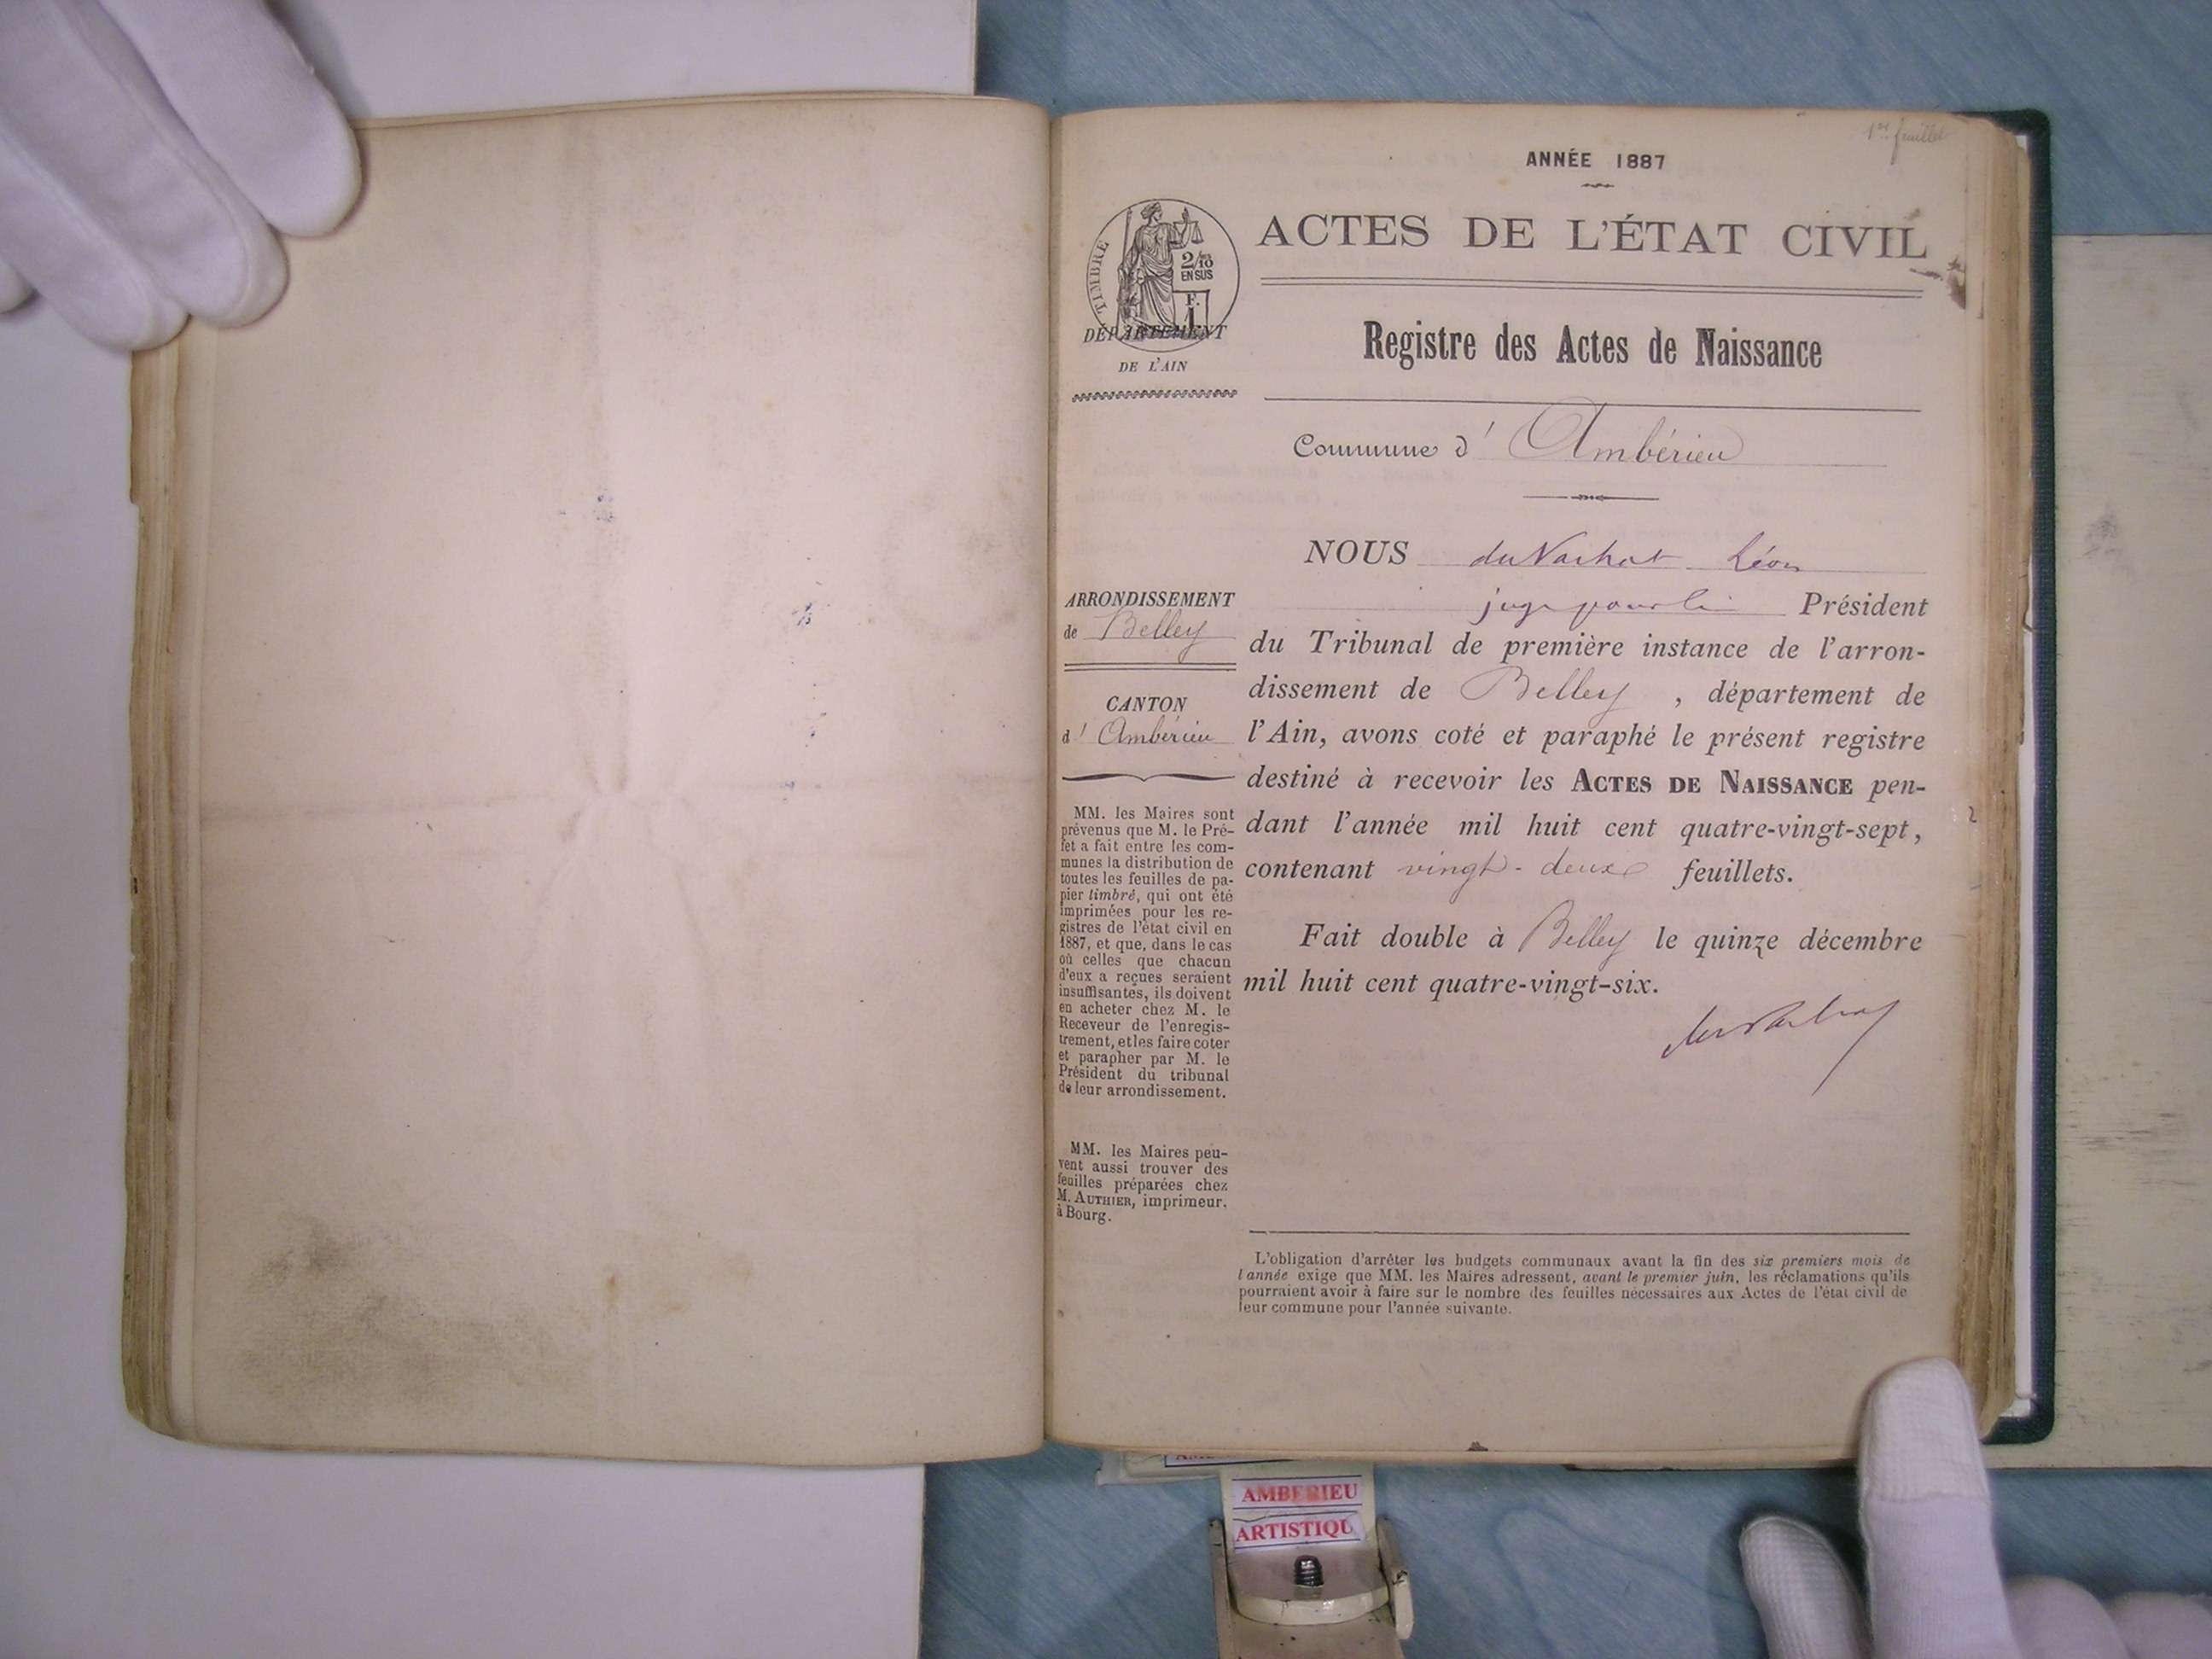 1er feuillet
ANNÉE 1887
ACTES DE L'ÉTAT CIVIL
TIMBRE
2/10
EN SUS
F.
1
DÉPARTEMENT
DE L'AIN
Registre des Actes de Naissance
Commune d' Ambérieu
NOUS du Vachat Léon
juge pour le Président
du Tribunal de première instance de l'arron-
dissement de Belley , département de
l'Ain, avons coté et paraphé le présent registre
destiné à recevoir les ACTES DE NAISSANCE pen-
dant l'année mil huit cent quatre-vingt-sept,
contenant vingt-deux feuillets.
Fait double à Belley le quinze décembre
mil huit cent quatre-vingt-six.
ARRONDISSEMENT
de Belley
CANTON
d' Ambérieu
MM. les Maires sont
prévenus que M. le Pré-
fet a fait entre les com-
munes la distribution de
toutes les feuilles de pa-
pier timbré, qui ont été
imprimées pour les re-
gistres de l'état civil en
1887, et que, dans le cas
où celles que chacun
d'eux a reçues seraient
insuffisantes, ils doivent
en acheter chez M. le
Receveur de l'enregis-
trement, et les faire coter
et parapher par M. le
Président du tribunal
de leur arrondissement.
MM. les Maires peu-
vent aussi trouver des
feuilles préparées chez
M. AUTHIER, imprimeur,
à Bourg.
L'obligation d'arrêter les budgets communaux avant la fin des six premiers mois de
l'année exige que MM. les Maires adressent, avant le premier juin, les réclamations qu'ils
pourraient avoir à faire sur le nombre des feuilles nécessaires aux Actes de l'état civil de
leur commune pour l'année suivante.
AMBERIEU
ARTISTIQU